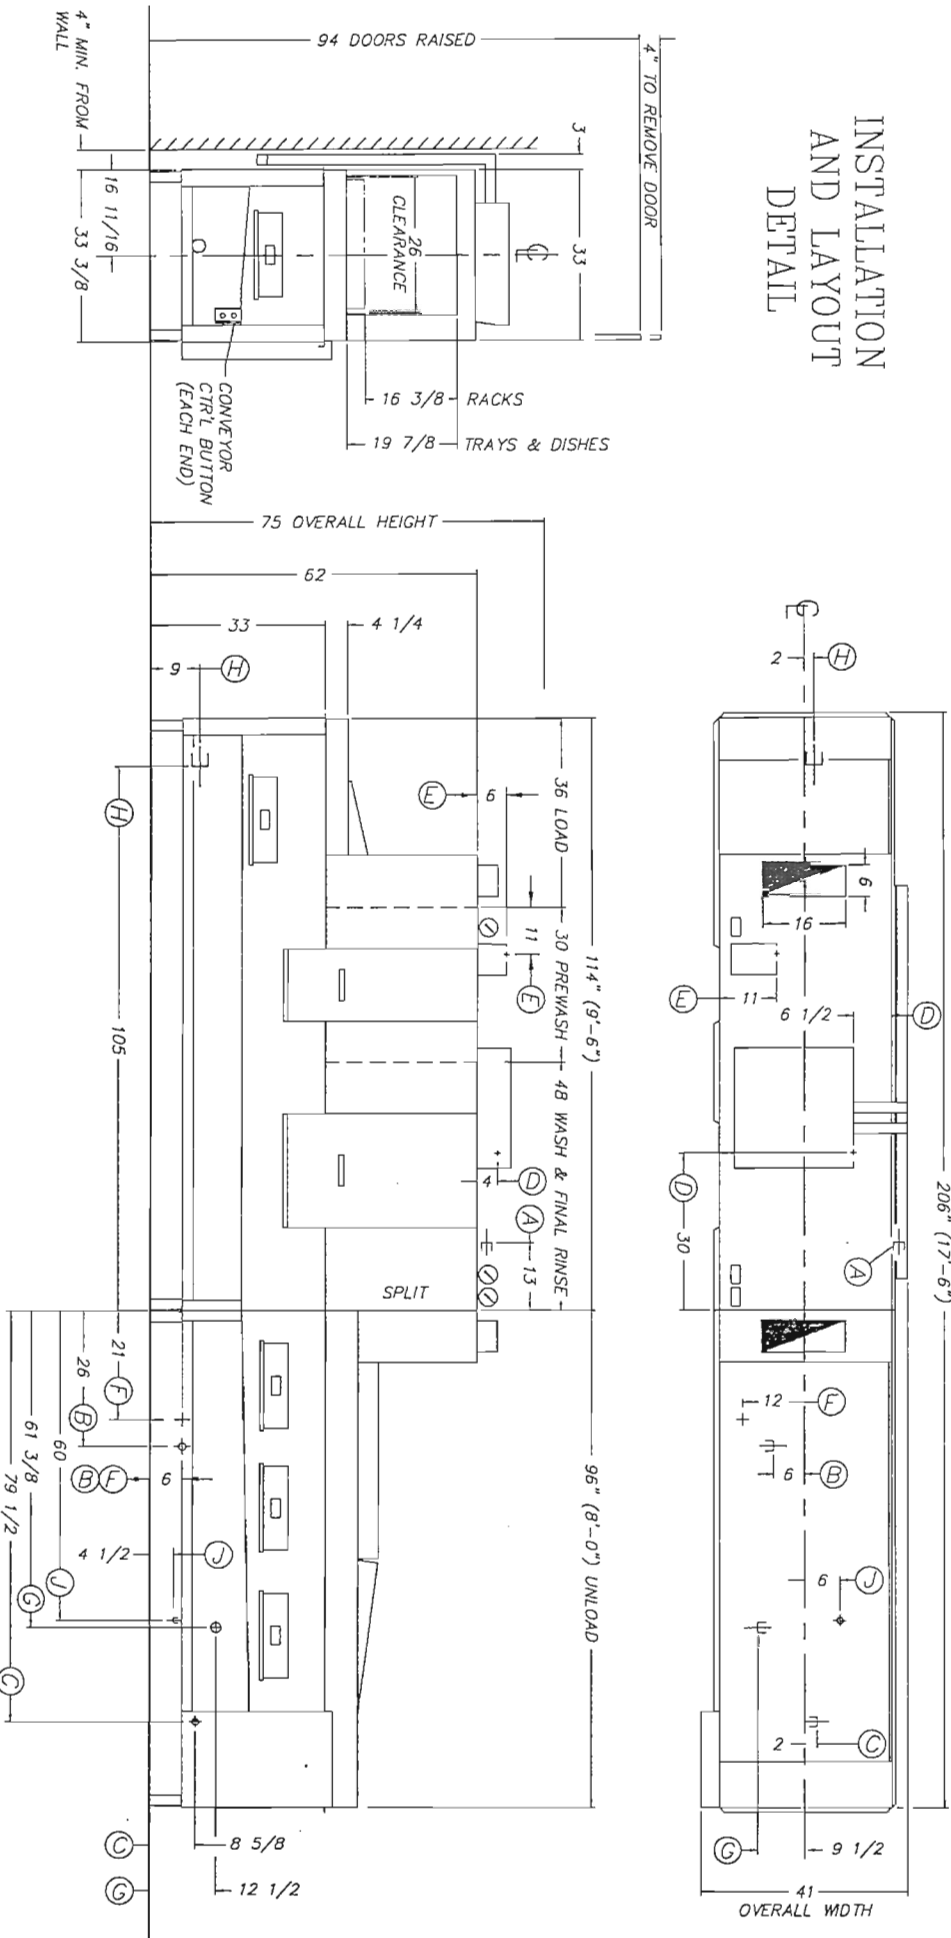 INSTALLATION
AND LAYOUT
DETAIL
94 DOORS RAISED
4" TO REMOVE DOOR
4" MIN. FROM
WALL
3
33
16 11/16
33 3/8
26
CLEARANCE
16 3/8 RACKS
19 7/8 TRAYS & DISHES
CONVEYOR
CTR'L BUTTON
(EACH END)
2
H
206" (17'-6")
6
16
E
11
6 1/2
D
D
30
A
12
F
6
B
6
J
2
C
G
9 1/2
41
OVERALL WIDTH
75 OVERALL HEIGHT
62
33
4 1/4
9
H
H
105
E
6
36 LOAD
11
E
30 PREWASH
114" (9'-6")
48 WASH & FINAL RINSE
4
D
A
13
SPLIT
96" (8'-0") UNLOAD
21
F
26
B
B
F
6
61 3/8
G
60
J
4 1/2
J
79 1/2
C
C
8 5/8
G
12 1/2